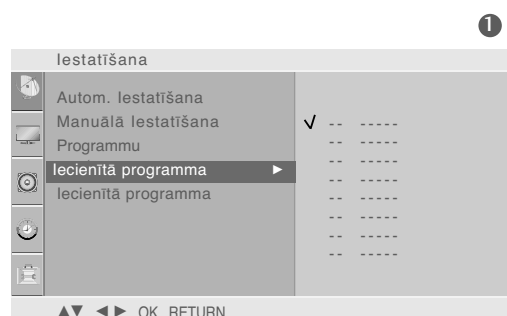 1
Iestatīšana
Autom. Iestatīšana
Manuālā Iestatīšana
Programmu
Iecienītā programma ►
Iecienītā programma
√ -- -----
-- -----
-- -----
-- -----
-- -----
-- -----
-- -----
-- -----
▲▼ ◄► OK RETURN